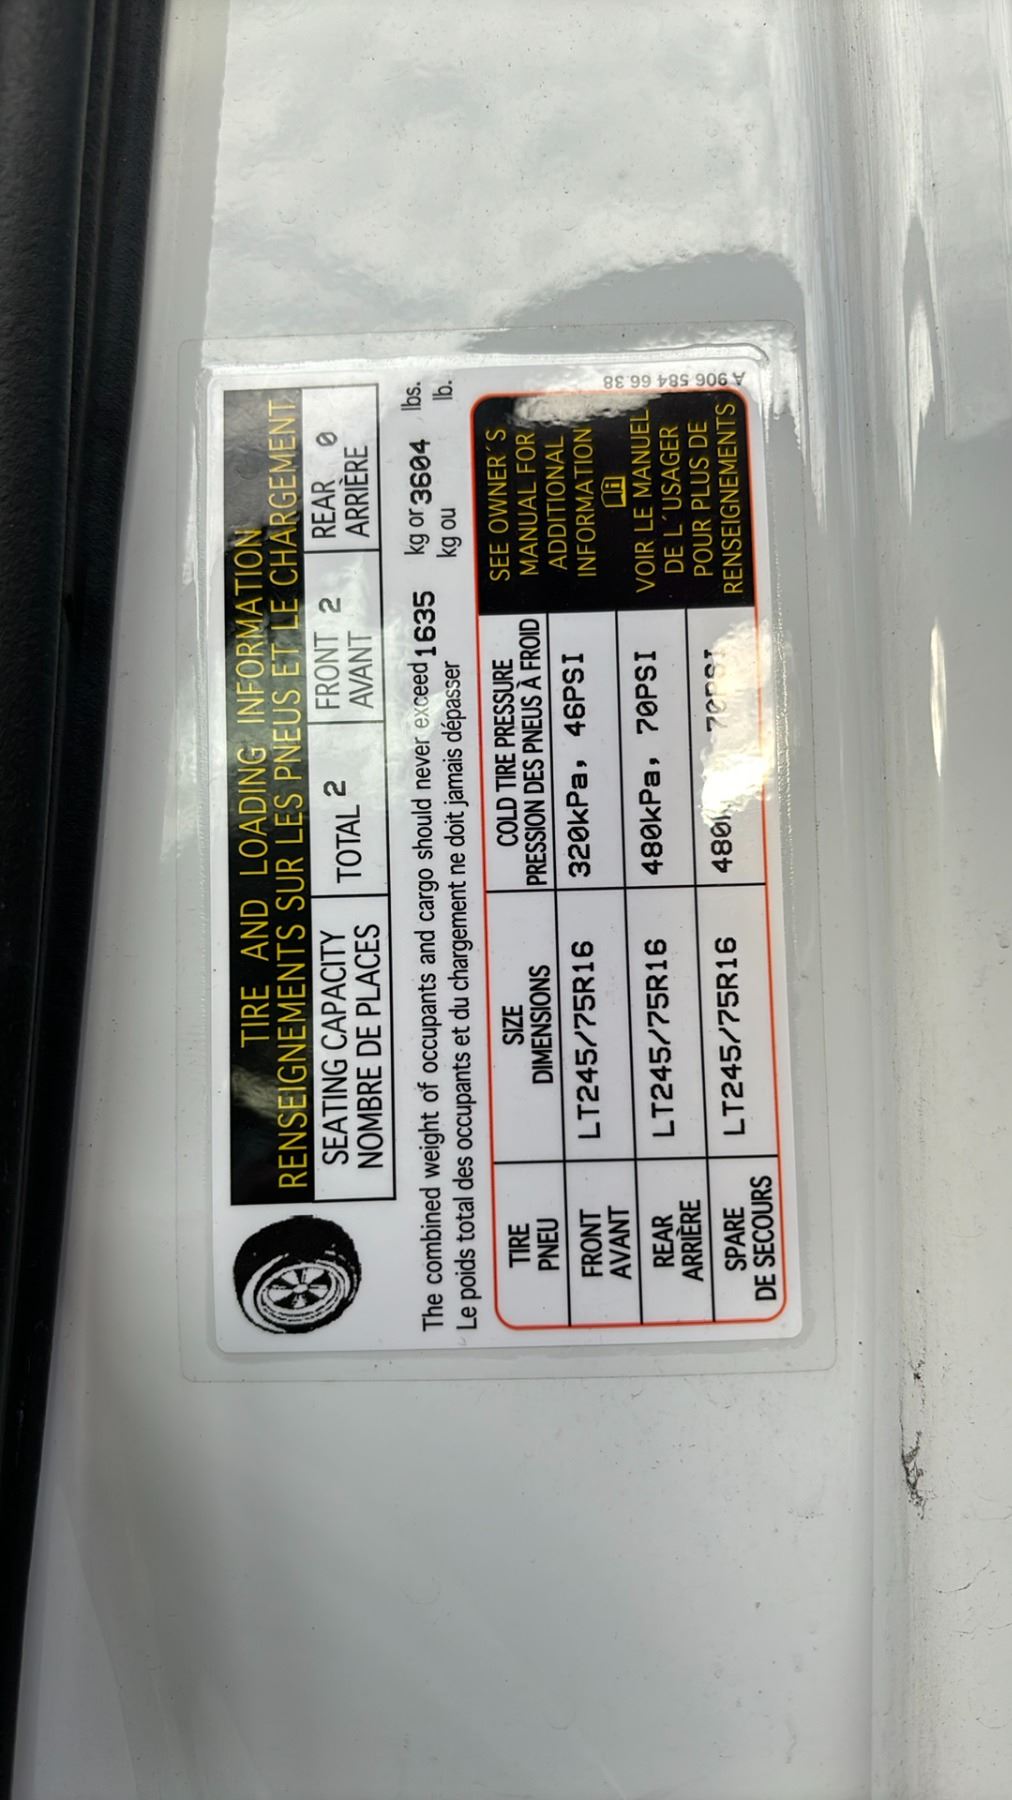 TIRE AND LOADING INFORMATION
RENSEIGNEMENTS SUR LES PNEUS ET LE CHARGEMENT
SEATING CAPACITY TOTAL 2 FRONT 2 REAR 0
NOMBRE DE PLACES AVANT ARRIÈRE
The combined weight of occupants and cargo should never exceed 1635 kg or 3604 lbs.
Le poids total des occupants et du chargement ne doit jamais dépasser kg ou lb.
TIRE SIZE COLD TIRE PRESSURE
PNEU DIMENSIONS PRESSION DES PNEUS À FROID
FRONT LT245/75R16 320kPa, 46PSI
AVANT
REAR LT245/75R16 480kPa, 70PSI
ARRIÈRE
SPARE LT245/75R16 480k 70PSI
DE SECOURS
SEE OWNER´S
MANUAL FOR
ADDITIONAL
INFORMATION
VOIR LE MANUEL
DE L´USAGER
POUR PLUS DE
RENSEIGNEMENTS
A 906 584 66 38